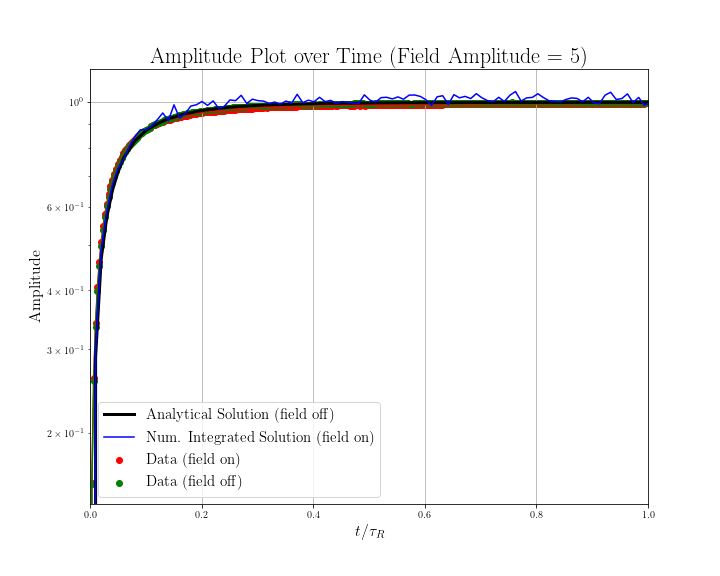 Amplitude Plot over Time (Field Amplitude = 5)
Amplitude
10⁰
6 × 10⁻¹
4 × 10⁻¹
3 × 10⁻¹
2 × 10⁻¹
Analytical Solution (field off)
Num. Integrated Solution (field on)
Data (field on)
Data (field off)
0.0 0.2 0.4 0.6 0.8 1.0
t/τ_R